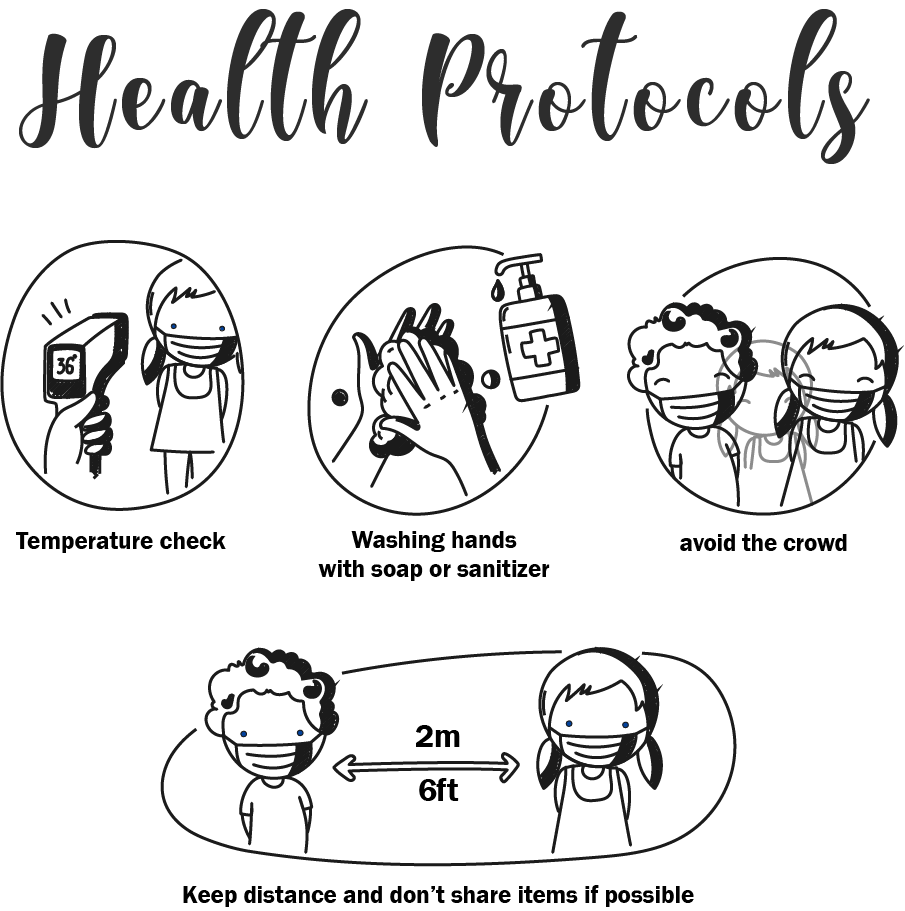 Health Protocols
36°
Temperature check
Washing hands
with soap or sanitizer
avoid the crowd
2m
6ft
Keep distance and don't share items if possible